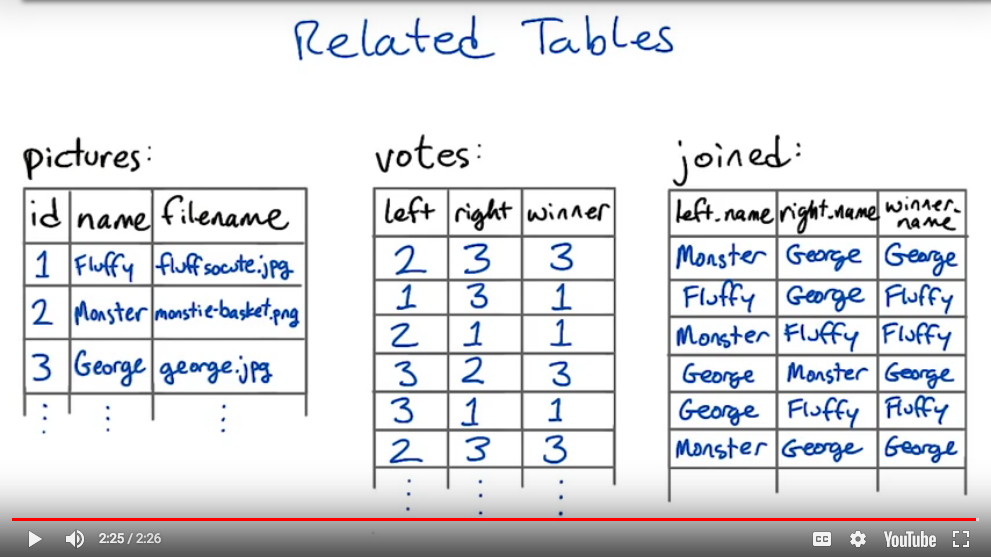 Related Tables
pictures:
id name filename
1 Fluffy fluffsocute.jpg
2 Monster monstie-basket.png
3 George george.jpg
votes:
left right winner
2 3 3
1 3 1
2 1 1
3 2 3
3 1 1
2 3 3
joined:
left_name right_name winner_name
Monster George George
Fluffy George Fluffy
Monster Fluffy Fluffy
George Monster George
George Fluffy Fluffy
Monster George George
2:25 / 2:26
CC
YouTube